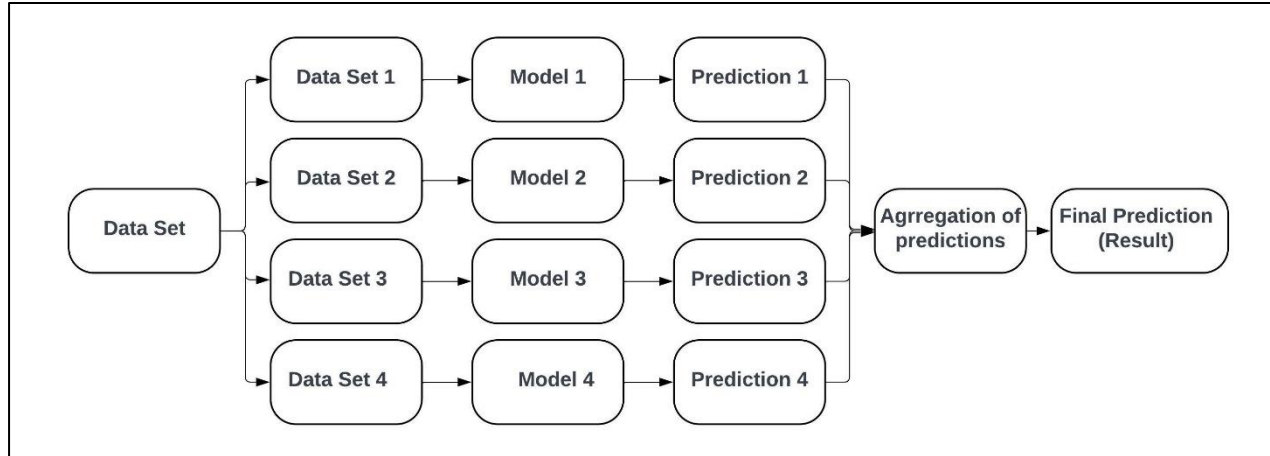 Data Set 1
Model 1
Prediction 1
Data Set 2
Model 2
Prediction 2
Data Set
Agrregation of
predictions
Final Prediction
(Result)
Data Set 3
Model 3
Prediction 3
Data Set 4
Model 4
Prediction 4